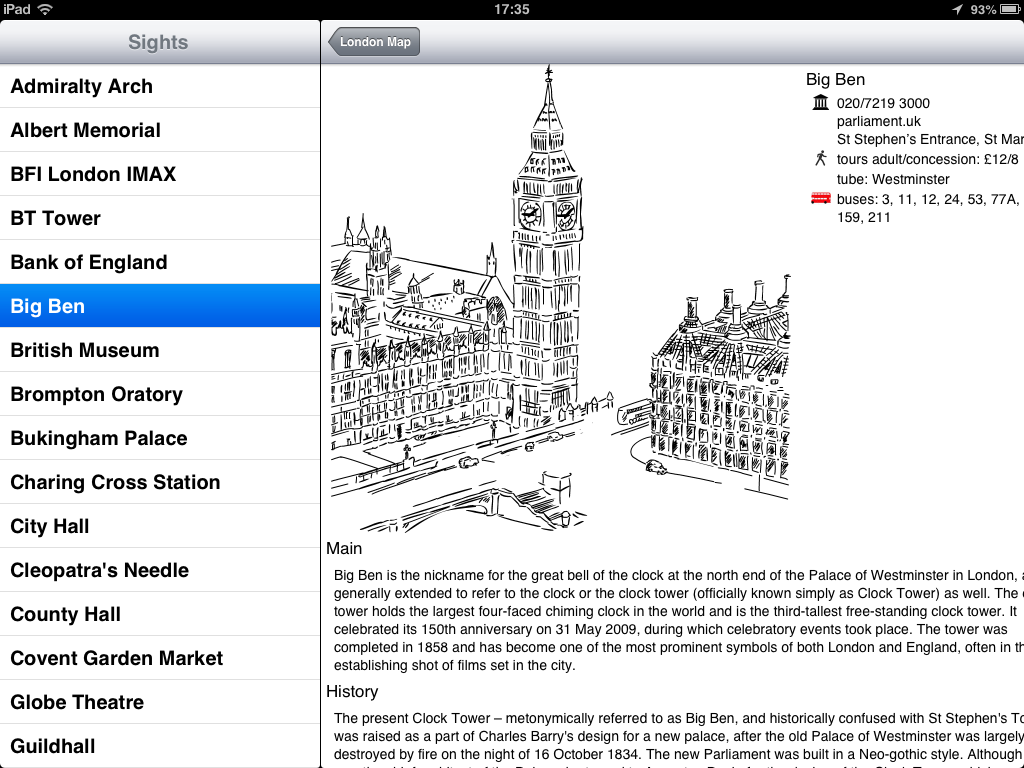 iPad 17:35 93%
Sights
London Map
Admiralty Arch
Albert Memorial
BFI London IMAX
BT Tower
Bank of England
Big Ben
British Museum
Brompton Oratory
Bukingham Palace
Charing Cross Station
City Hall
Cleopatra's Needle
County Hall
Covent Garden Market
Globe Theatre
Guildhall
Big Ben
020/7219 3000
parliament.uk
St Stephen's Entrance, St Mar
tours adult/concession: £12/8
tube: Westminster
buses: 3, 11, 12, 24, 53, 77A,
159, 211
Main
Big Ben is the nickname for the great bell of the clock at the north end of the Palace of Westminster in London,
generally extended to refer to the clock or the clock tower (officially known simply as Clock Tower) as well. The
tower holds the largest four-faced chiming clock in the world and is the third-tallest free-standing clock tower. It
celebrated its 150th anniversary on 31 May 2009, during which celebratory events took place. The tower was
completed in 1858 and has become one of the most prominent symbols of both London and England, often in th
establishing shot of films set in the city.
History
The present Clock Tower – metonymically referred to as Big Ben, and historically confused with St Stephen's To
was raised as a part of Charles Barry's design for a new palace, after the old Palace of Westminster was largely
destroyed by fire on the night of 16 October 1834. The new Parliament was built in a Neo-gothic style. Although